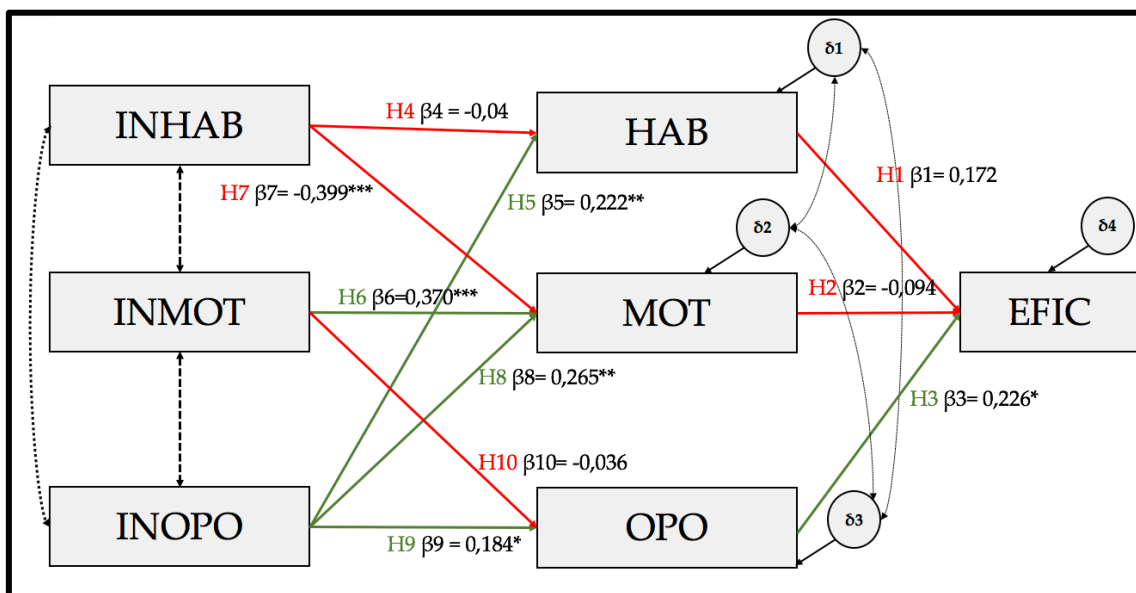 δ1
INHAB
H4 β4 = -0,04
HAB
H7 β7= -0,399***
H5 β5= 0,222**
H1 β1= 0,172
δ2
δ4
INMOT
H6 β6=0,370***
MOT
H2 β2= -0,094
EFIC
H8 β8= 0,265**
H3 β3= 0,226*
H10 β10= -0,036
INOPO
OPO
δ3
H9 β9 = 0,184*